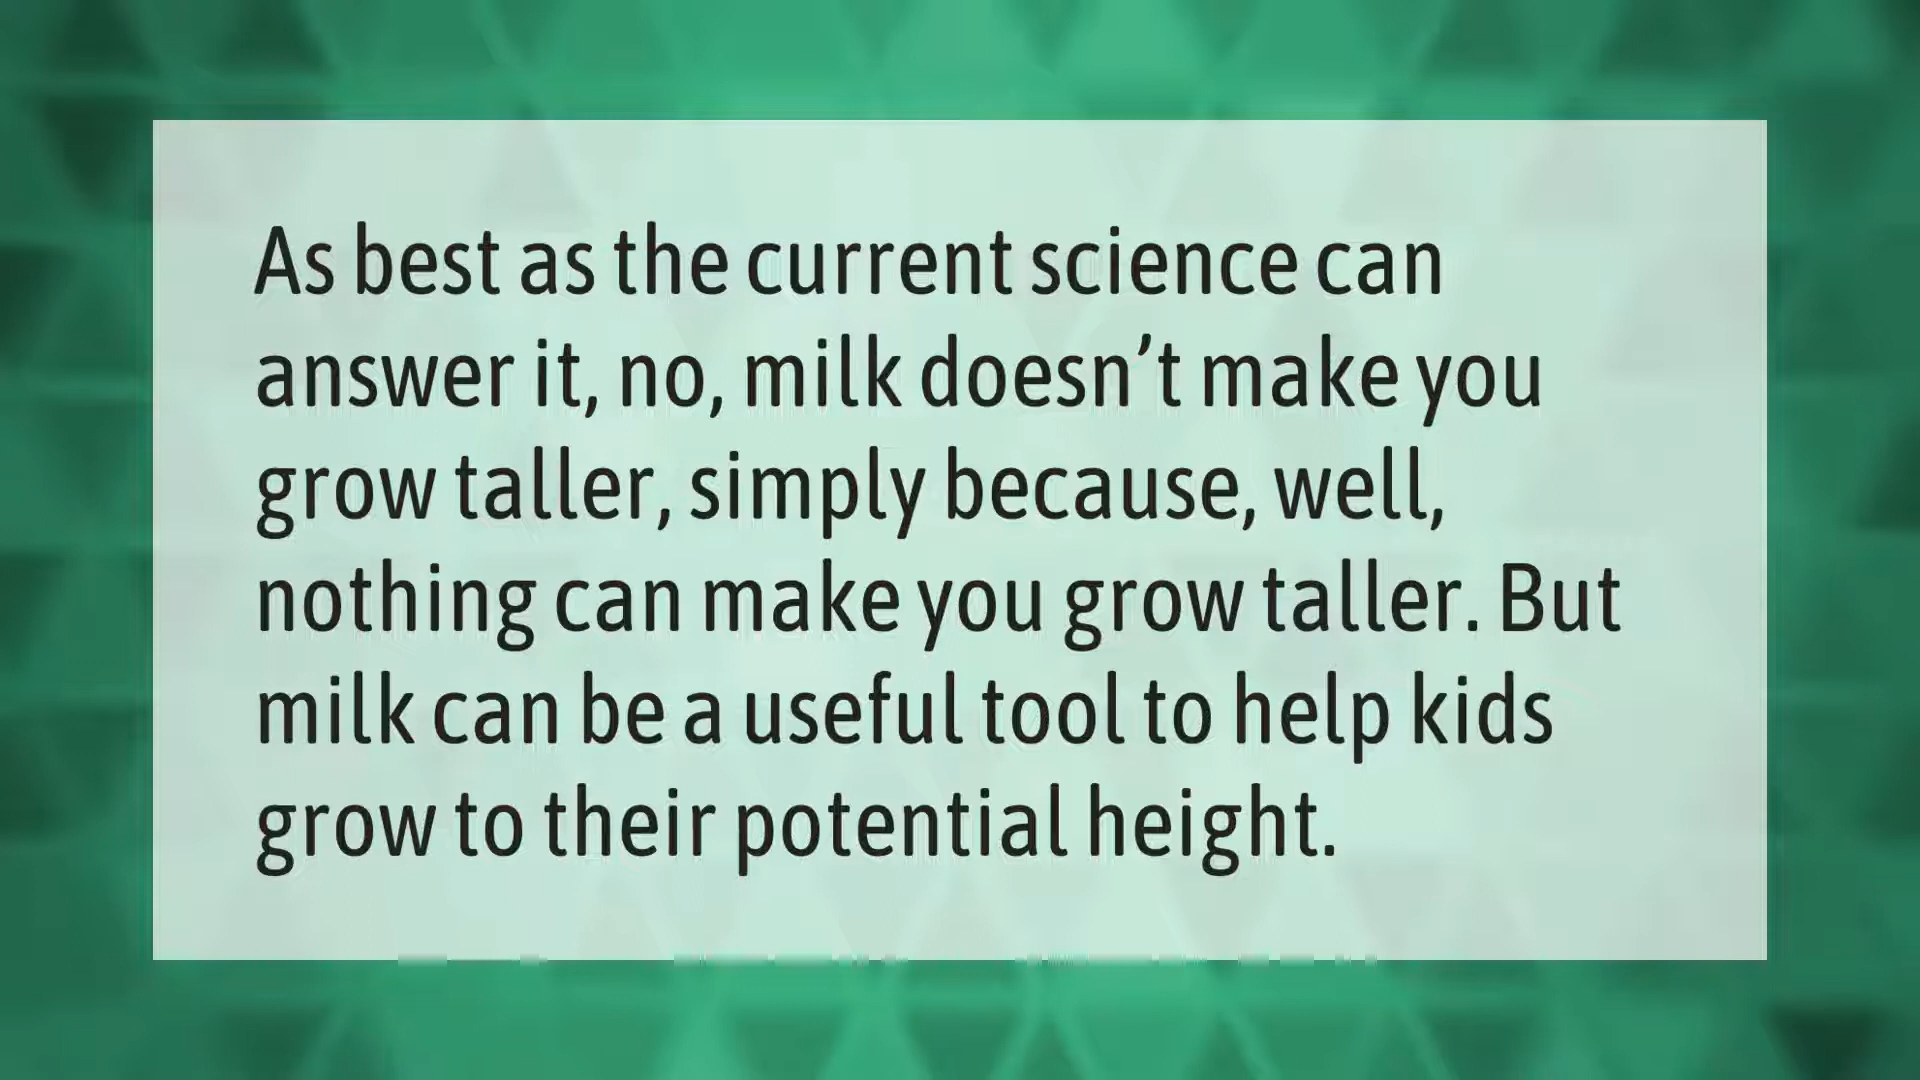 As best as the current science can
answer it, no, milk doesn’t make you
grow taller, simply because, well,
nothing can make you grow taller. But
milk can be a useful tool to help kids
grow to their potential height.